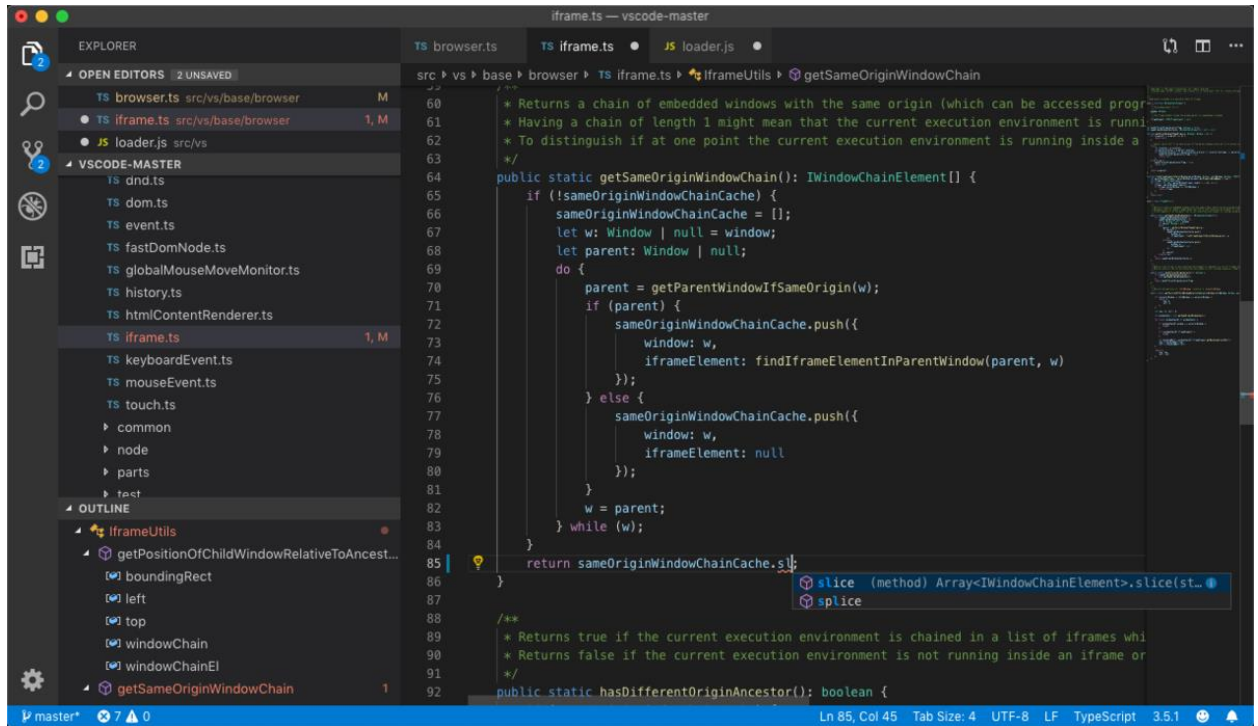 iframe.ts — vscode-master
EXPLORER
OPEN EDITORS 2 UNSAVED
TS browser.ts src/vs/base/browser M
TS iframe.ts src/vs/base/browser 1, M
JS loader.js src/vs
VSCODE-MASTER
TS dnd.ts
TS dom.ts
TS event.ts
TS fastDomNode.ts
TS globalMouseMoveMonitor.ts
TS history.ts
TS htmlContentRenderer.ts
TS iframe.ts 1, M
TS keyboardEvent.ts
TS mouseEvent.ts
TS touch.ts
common
node
parts
test
OUTLINE
IframeUtils
getPositionOfChildWindowRelativeToAncest...
boundingRect
left
top
windowChain
windowChainEl
getSameOriginWindowChain 1
2
2
TS browser.ts TS iframe.ts JS loader.js
src vs base browser TS iframe.ts IframeUtils getSameOriginWindowChain
59 /**
60 * Returns a chain of embedded windows with the same origin (which can be accessed progr
61 * Having a chain of length 1 might mean that the current execution environment is runni
62 * To distinguish if at one point the current execution environment is running inside a
63 */
64 public static getSameOriginWindowChain(): IWindowChainElement[] {
65 if (!sameOriginWindowChainCache) {
66 sameOriginWindowChainCache = [];
67 let w: Window | null = window;
68 let parent: Window | null;
69 do {
70 parent = getParentWindowIfSameOrigin(w);
71 if (parent) {
72 sameOriginWindowChainCache.push({
73 window: w,
74 iframeElement: findIframeElementInParentWindow(parent, w)
75 });
76 } else {
77 sameOriginWindowChainCache.push({
78 window: w,
79 iframeElement: null
80 });
81 }
82 w = parent;
83 } while (w);
84 }
85 return sameOriginWindowChainCache.sl;
slice (method) Array<IWindowChainElement>.slice(st…
86 }
splice
87
88 /**
89 * Returns true if the current execution environment is chained in a list of iframes whi
90 * Returns false if the current execution environment is not running inside an iframe or
91 */
92 public static hasDifferentOriginAncestor(): boolean {
master* 7 0 Ln 85, Col 45 Tab Size: 4 UTF-8 LF TypeScript 3.5.1